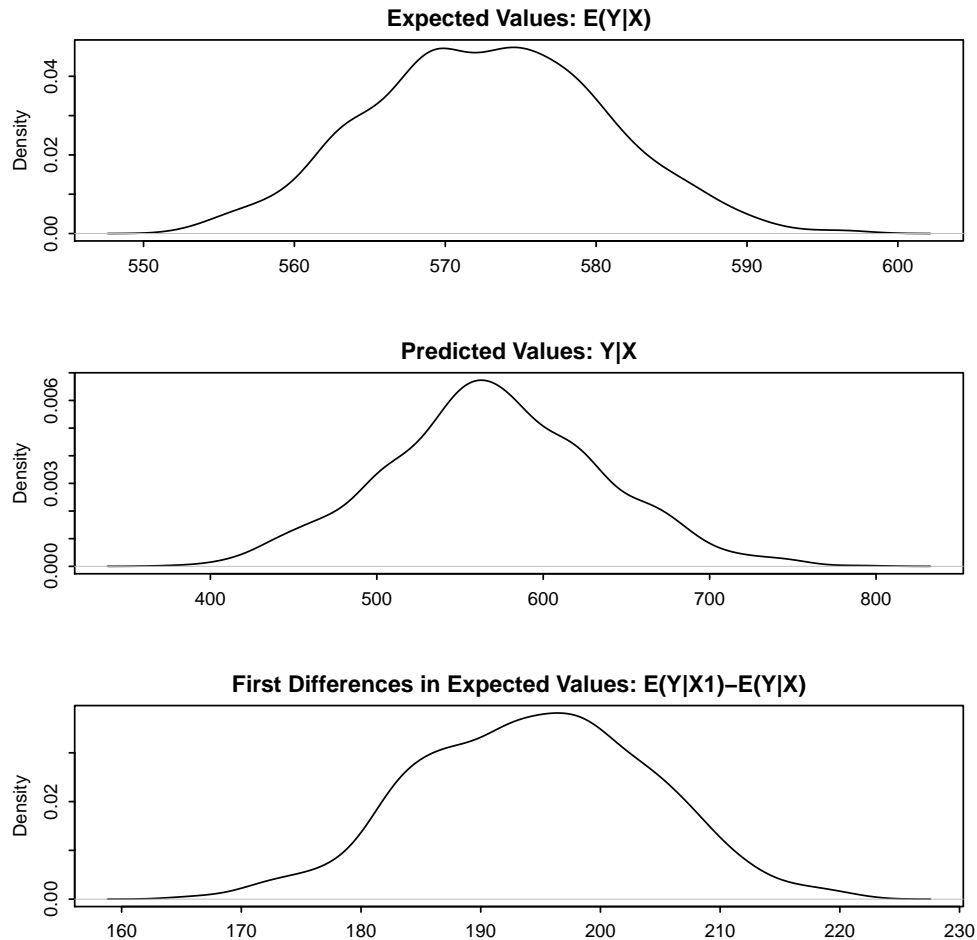 Expected Values: E(Y|X)
Density
0.00 0.02 0.04
550 560 570 580 590 600
Predicted Values: Y|X
Density
0.000 0.003 0.006
400 500 600 700 800
First Differences in Expected Values: E(Y|X1)−E(Y|X)
Density
0.00 0.02
160 170 180 190 200 210 220 230